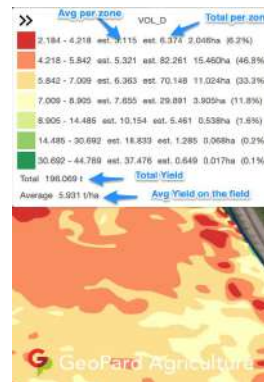 Avg per zone
Total per zon
VOL_D
2.184 - 4.218 est. 3.115 est. 6.374 2.046ha (6.2%)
4.218 - 5.842 est. 5.321 est. 82.261 15.460ha (46.8%
5.842 - 7.009 est. 6.363 est. 70.148 11.024ha (33.3%
7.009 - 8.905 est. 7.655 est. 29.891 3.905ha (11.8%)
8.905 - 14.485 est. 10.154 est. 5.461 0.538ha (1.6%)
14.485 - 30.692 est. 18.833 est. 1.285 0.068ha (0.2%
30.692 - 44.769 est. 37.476 est. 0.649 0.017ha (0.1%
Total 196.069 t
Total Yield
Average 5.931 t/ha
Avg Yield on the field
GeoPard Agriculture